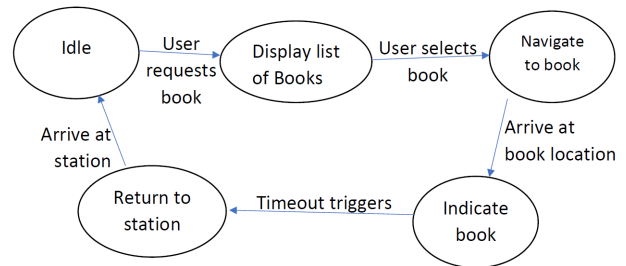 Idle
User
requests
book
Display list
of Books
User selects
book
Navigate
to book
Arrive at
book location
Indicate
book
Timeout triggers
Return to
station
Arrive at
station